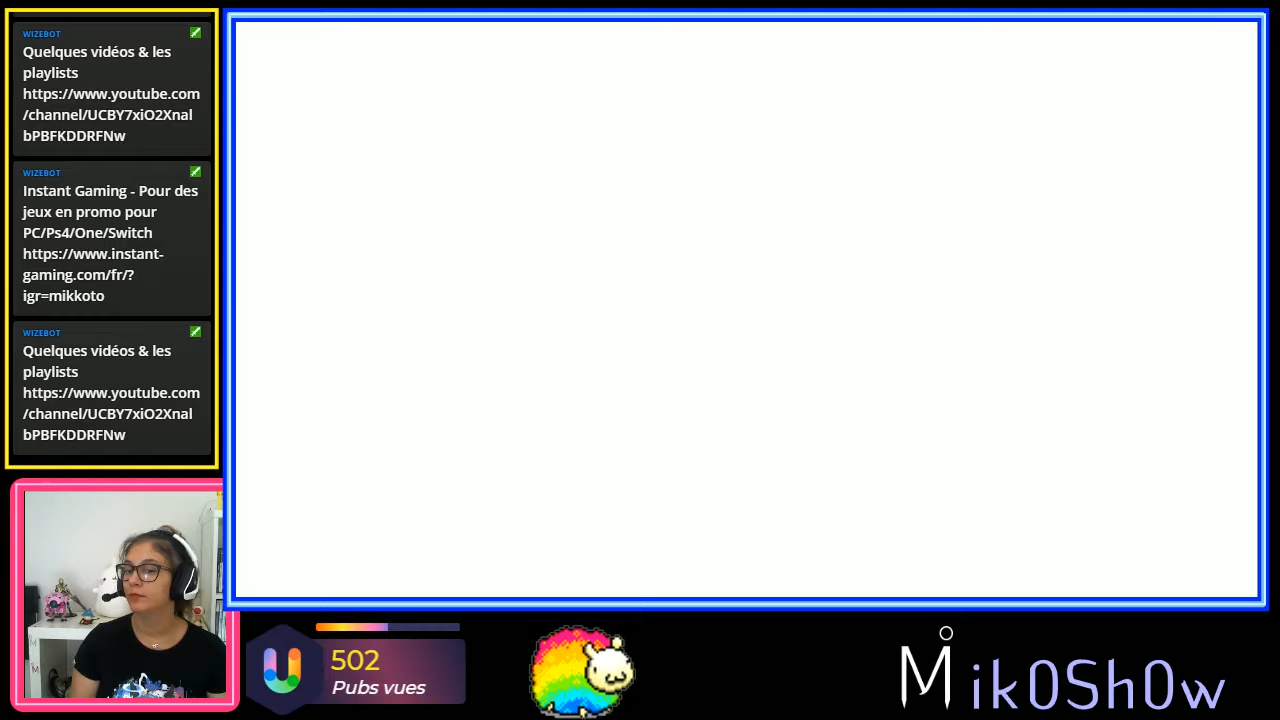 WIZEBOT
Quelques vidéos & les
playlists
https://www.youtube.com
/channel/UCBY7xiO2Xnal
bPBFKDDRFNw
WIZEBOT
Instant Gaming - Pour des
jeux en promo pour
PC/Ps4/One/Switch
https://www.instant-
gaming.com/fr/?
igr=mikkoto
WIZEBOT
Quelques vidéos & les
playlists
https://www.youtube.com
/channel/UCBY7xiO2Xnal
bPBFKDDRFNw
502
Pubs vues
MikOShOw